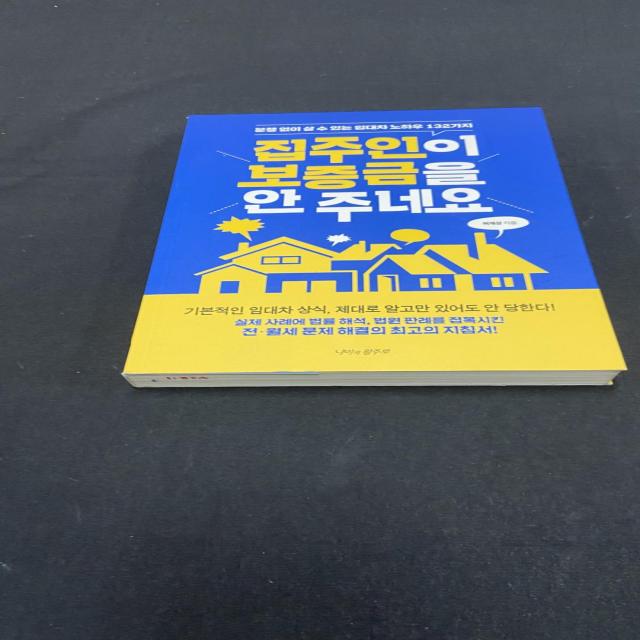 분쟁 없이 살 수 있는 임대차 노하우 132가지
집주인이
보증금을
안 주네요
지음
기본적인 임대차 상식, 제대로 알고만 있어도 안 당한다!
실제 사례에 법률 해석, 법원 판례를 접목시킨
전·월세 문제 해결의 최고의 지침서!